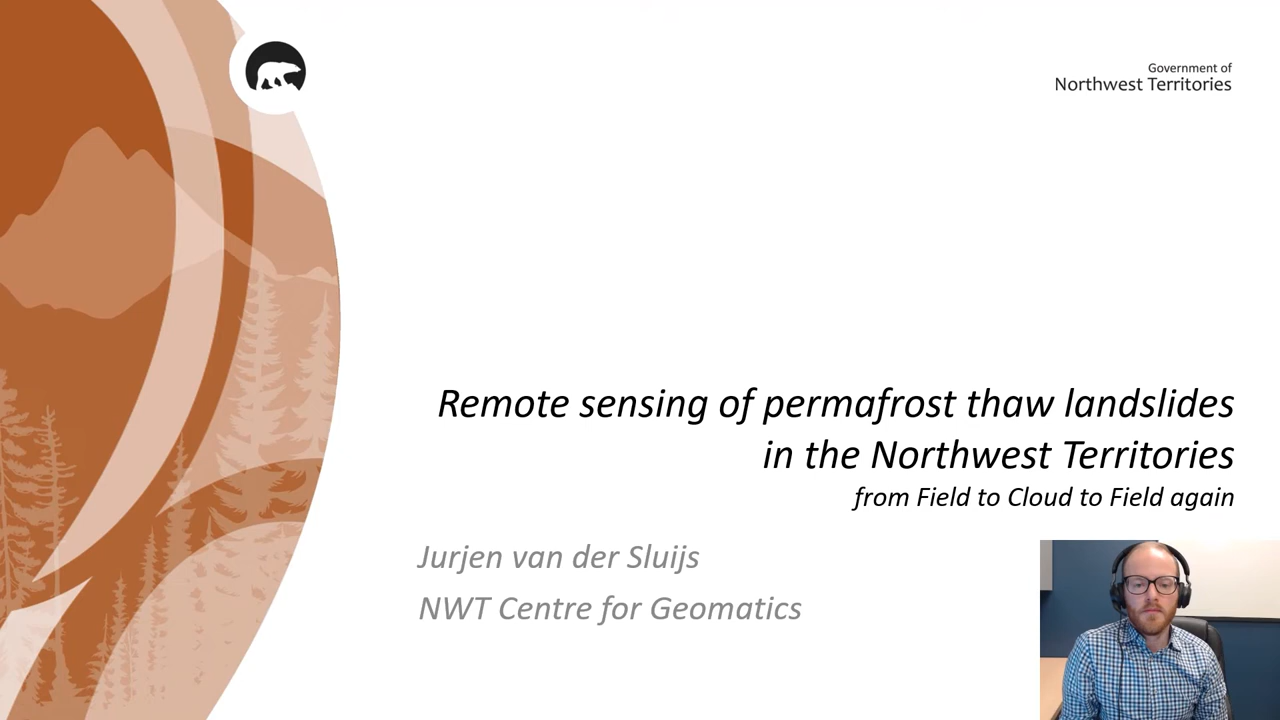 Government of
Northwest Territories
Remote sensing of permafrost thaw landslides
in the Northwest Territories
from Field to Cloud to Field again
Jurjen van der Sluijs
NWT Centre for Geomatics